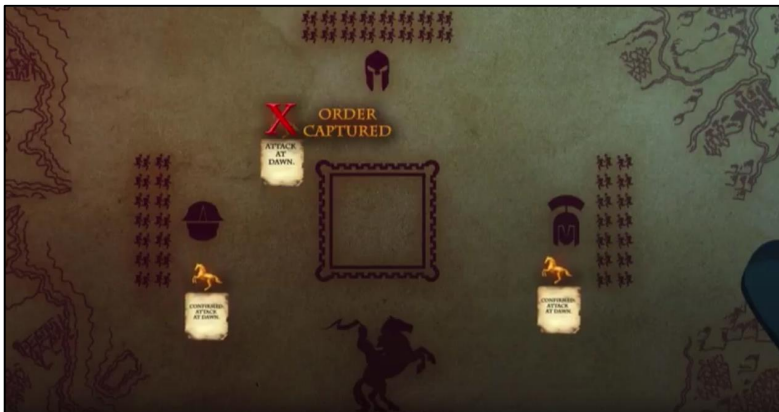 X ORDER
CAPTURED
ATTACK
AT
DAWN.
CONFIRMED.
ATTACK
AT DAWN.
CONFIRMED.
ATTACK
AT DAWN.